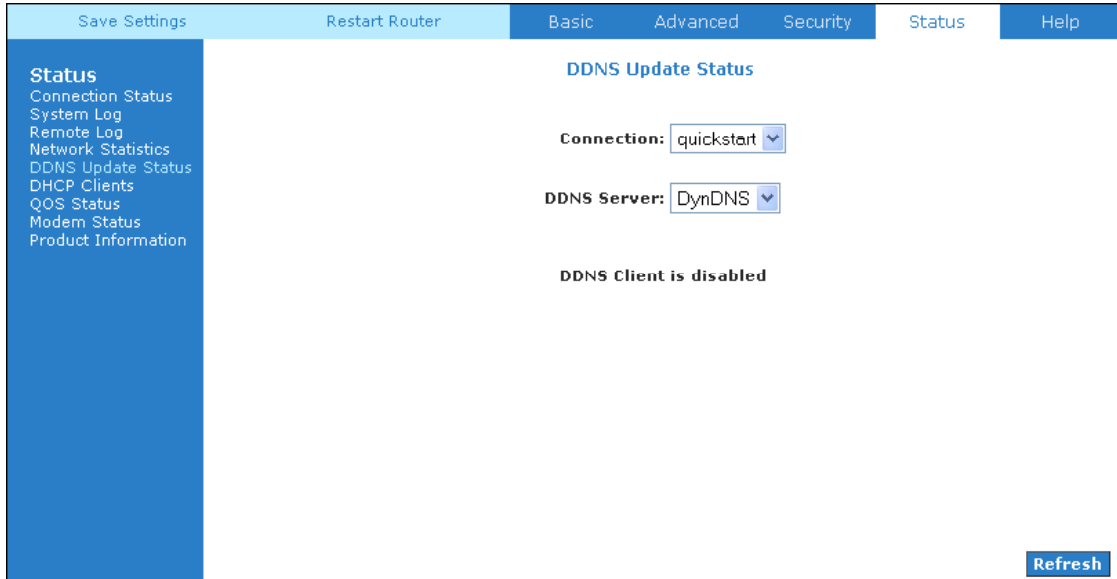 Save Settings Restart Router Basic Advanced Security Status Help
Status
Connection Status
System Log
Remote Log
Network Statistics
DDNS Update Status
DHCP Clients
QOS Status
Modem Status
Product Information
DDNS Update Status
Connection: quickstart
DDNS Server: DynDNS
DDNS Client is disabled
Refresh